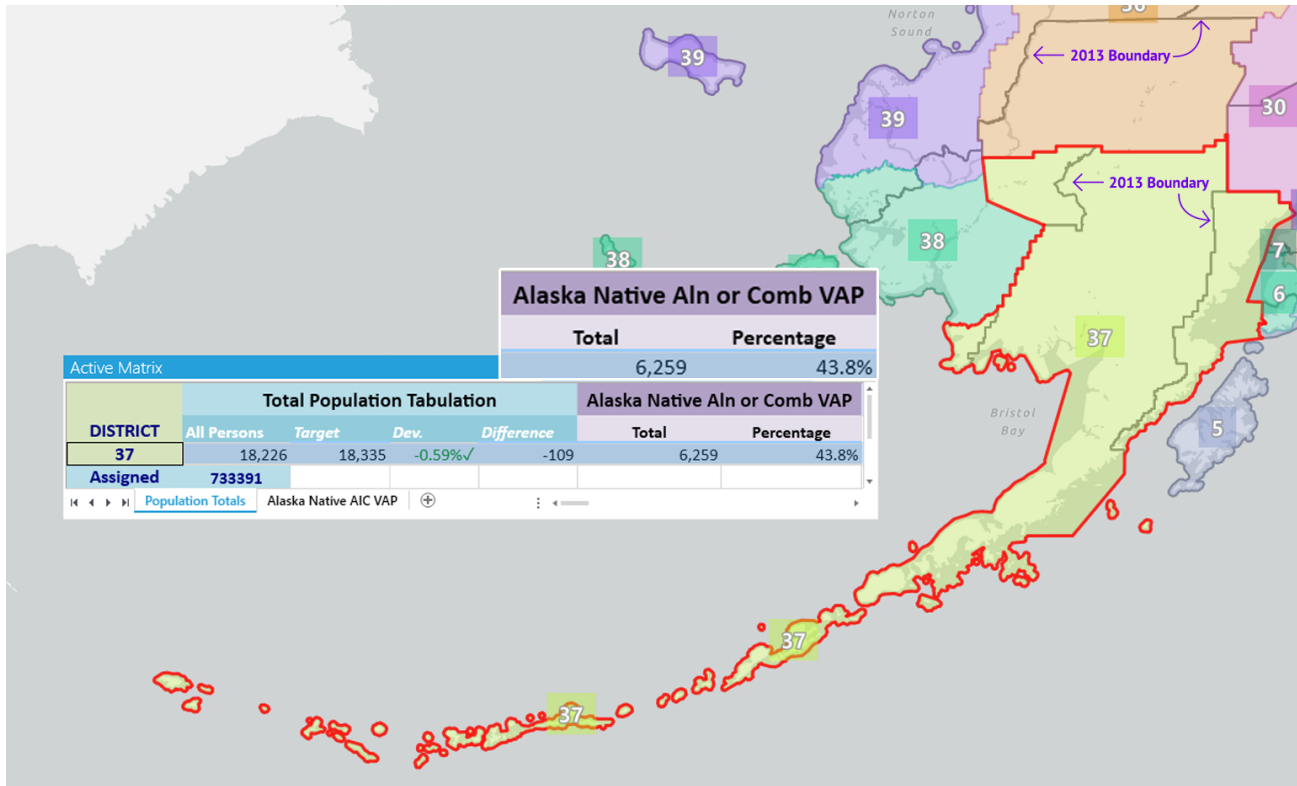 36
Norton
Sound
2013 Boundary
39
39
30
2013 Boundary
38
38
7
6
Alaska Native Aln or Comb VAP
Total Percentage
6,259 43.8%
37
Active Matrix
Total Population Tabulation Alaska Native Aln or Comb VAP
DISTRICT All Persons Target Dev. Difference Total Percentage
37 18,226 18,335 -0.59%✓ -109 6,259 43.8%
Assigned 733391
Population Totals Alaska Native AIC VAP
Bristol
Bay
5
37
37